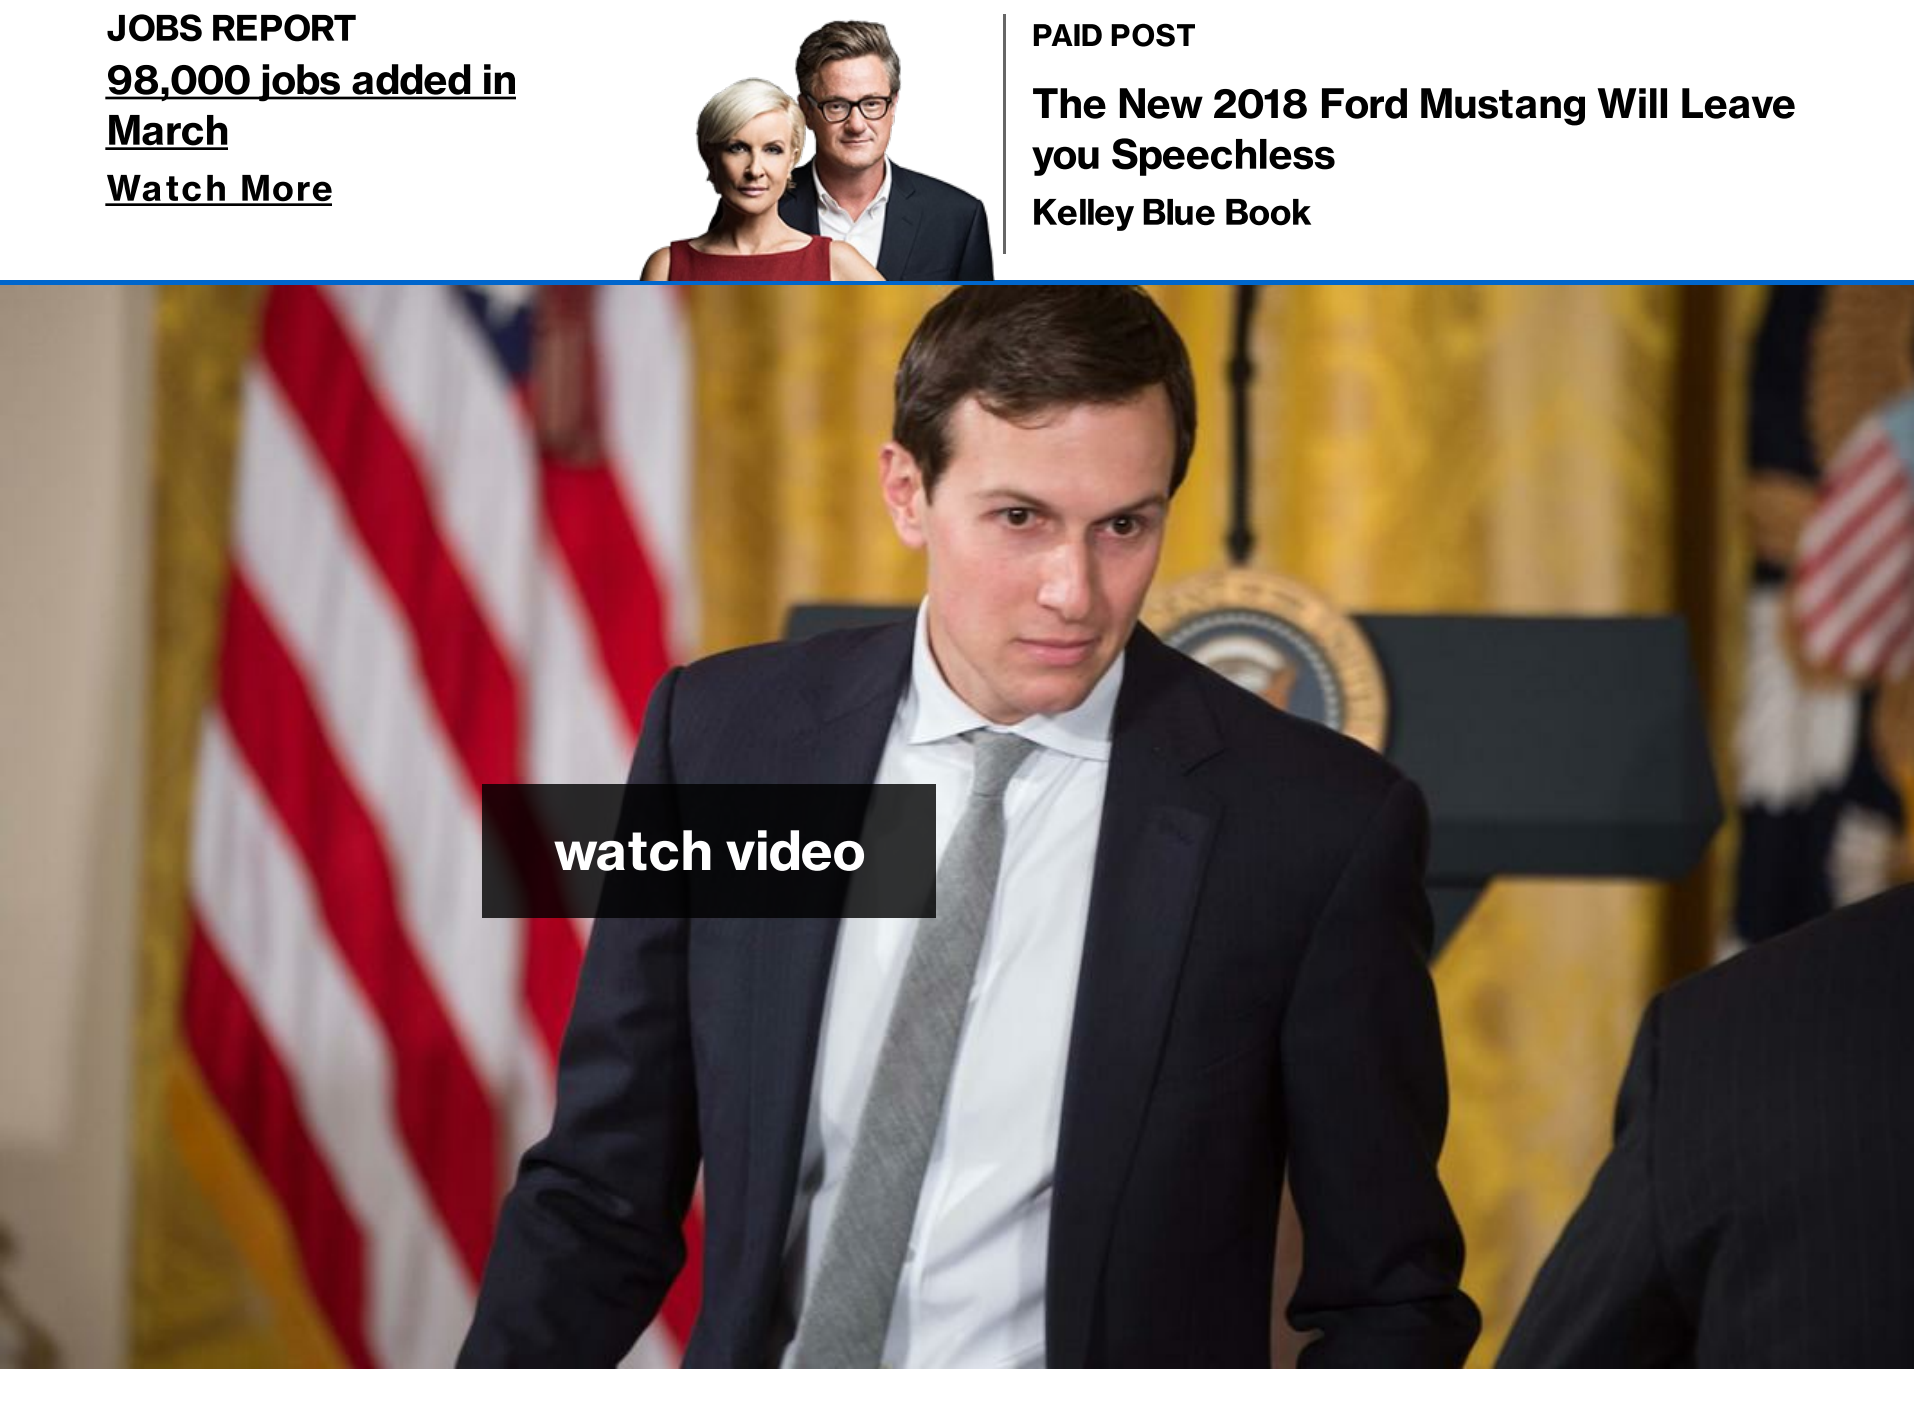 JOBS REPORT
98,000 jobs added in
March
Watch More
PAID POST
The New 2018 Ford Mustang Will Leave
you Speechless
Kelley Blue Book
watch video